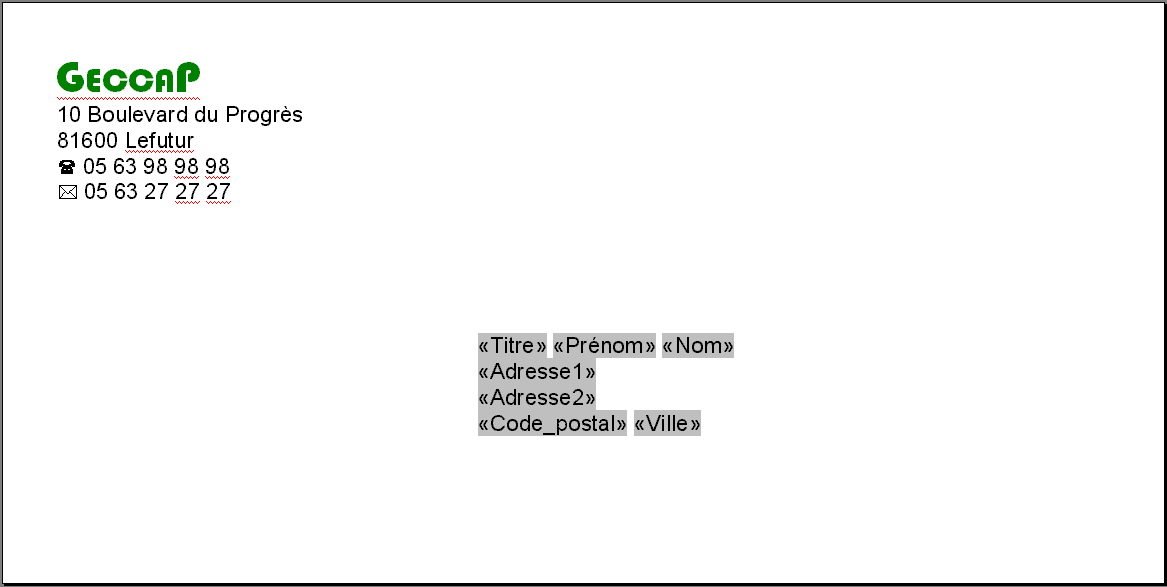 GECCAP
10 Boulevard du Progrès
81600 Lefutur
☎ 05 63 98 98 98
✉ 05 63 27 27 27
«Titre» «Prénom» «Nom»
«Adresse1»
«Adresse2»
«Code_postal» «Ville»